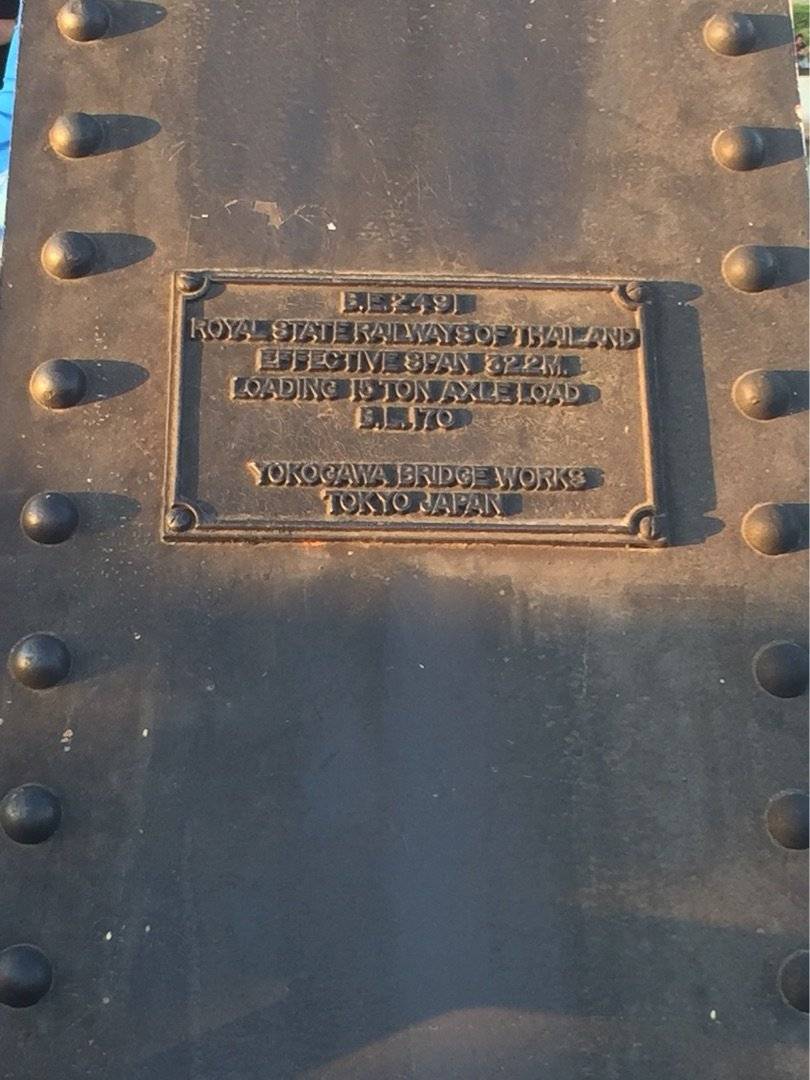 B.E. 2491
ROYAL STATE RAILWAYS OF THAILAND
EFFECTIVE SPAN 32.2 M.
LOADING 15 TON AXLE LOAD
E.L. 170
YOKOGAWA BRIDGE WORKS
TOKYO JAPAN